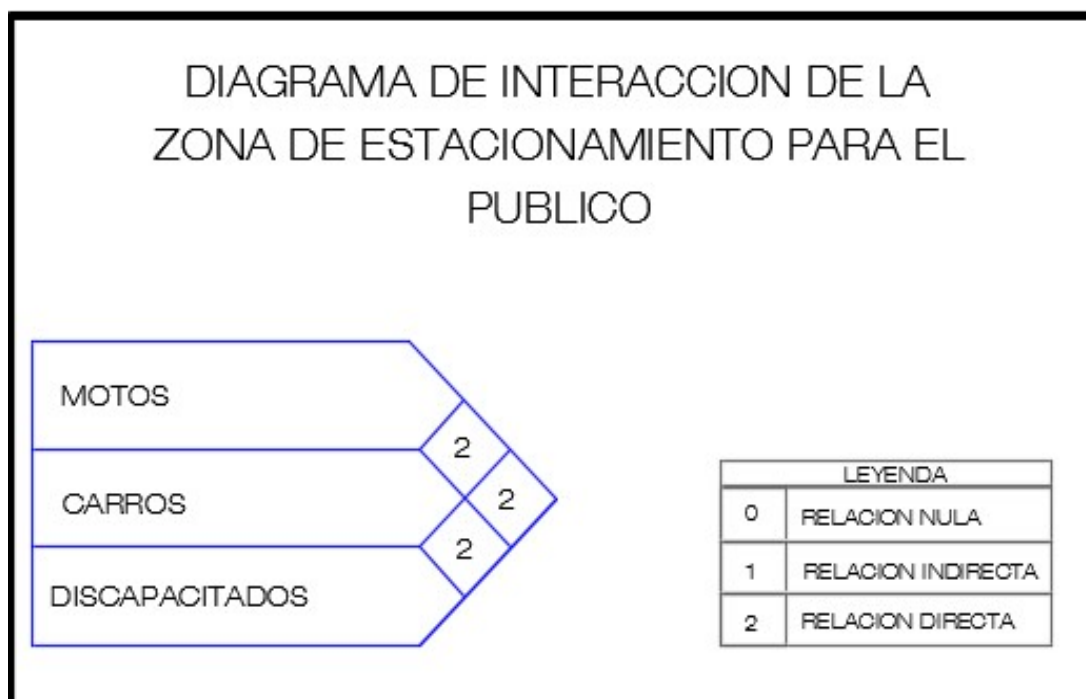 DIAGRAMA DE INTERACCION DE LA
ZONA DE ESTACIONAMIENTO PARA EL
PUBLICO
MOTOS
2
CARROS
2
2
DISCAPACITADOS
LEYENDA
0 RELACION NULA
1 RELACION INDIRECTA
2 RELACION DIRECTA